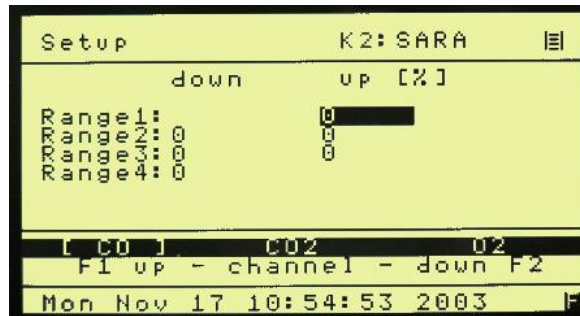 Setup K2:SARA
down up [%]
Range1: 0
Range2:0 0
Range3:0 0
Range4:0
[ CO ] CO2 O2
F1 up - channel - down F2
Mon Nov 17 10:54:53 2003